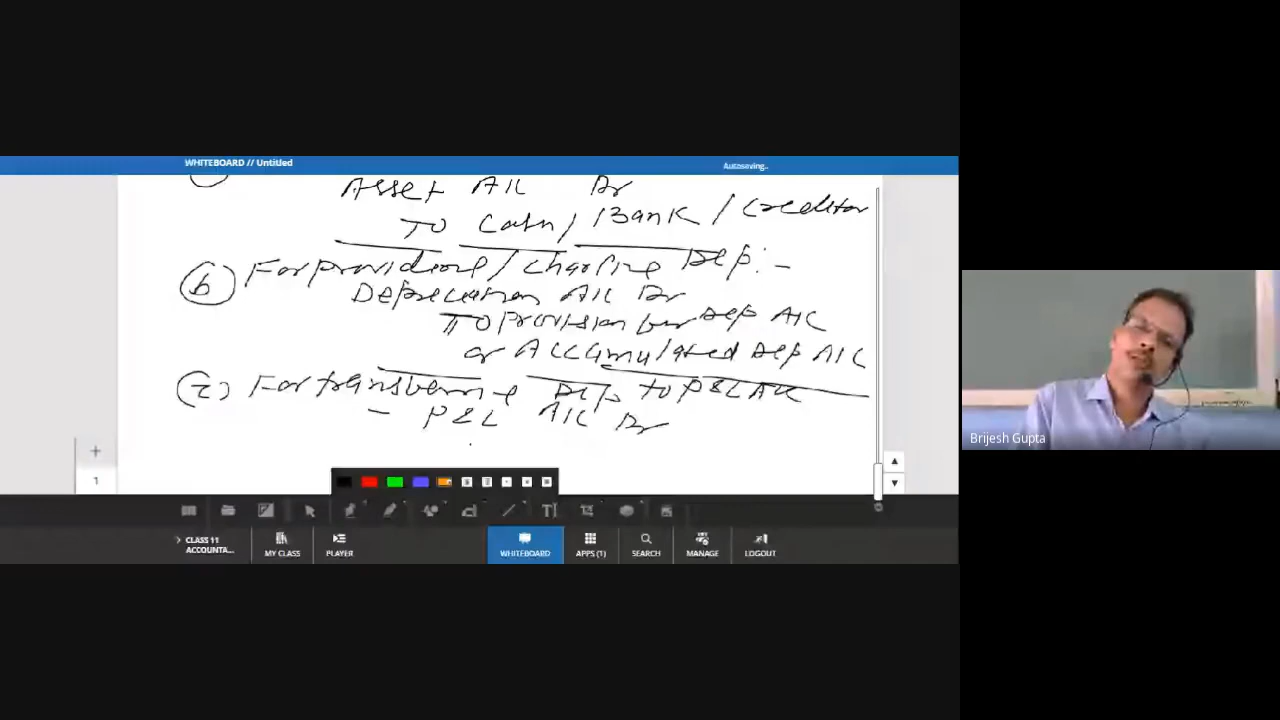 WHITEBOARD // Untitled
Autosaving..
Asset A/C Dr
TO Cash / Bank / Creditor
(b) For providing / Charging Dep: -
Depreciation A/C Dr
TO provision for Dep A/C
or Accumulated Dep A/C
(c) For transferring Dep to P&L A/C
- P&L A/C Dr
Brijesh Gupta
1
CLASS 11
ACCOUNTA...
MY CLASS
PLAYER
WHITEBOARD
APPS (1)
SEARCH
MANAGE
LOGOUT